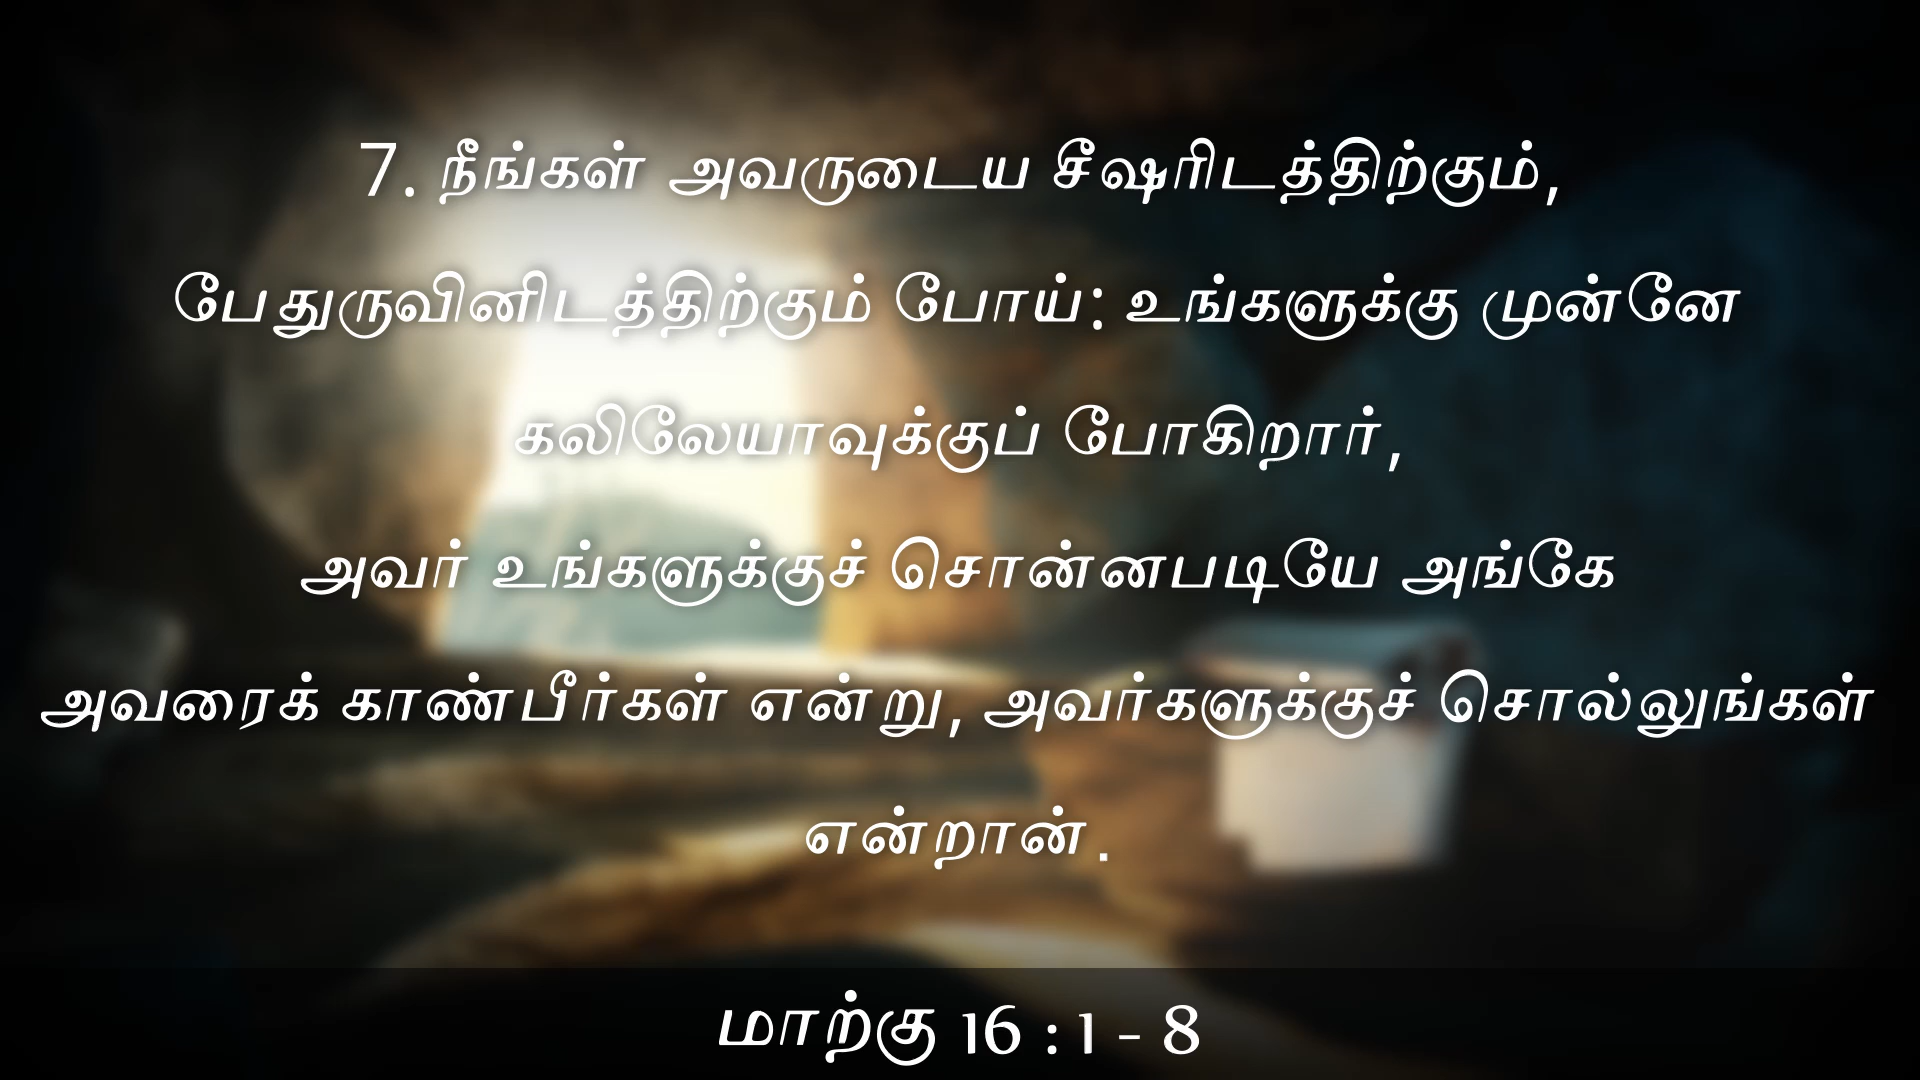 7. நீங்கள் அவருடைய சீஷரிடத்திற்கும்,
பேதுருவினிடத்திற்கும் போய்: உங்களுக்கு முன்னே
கலிலேயாவுக்குப் போகிறார்,
அவர் உங்களுக்குச் சொன்னபடியே அங்கே
அவரைக் காண்பீர்கள் என்று, அவர்களுக்குச் சொல்லுங்கள்
என்றான்.
மாற்கு 16 : 1 - 8